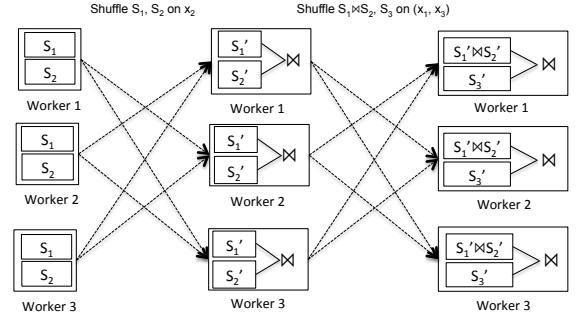 Shuffle S₁, S₂ on x₂
Shuffle S₁⋈S₂, S₃ on (x₁, x₃)
S₁
S₂
Worker 1
S₁′
S₂′
⋈
Worker 1
S₁′⋈S₂′
S₃′
⋈
Worker 1
S₁
S₂
Worker 2
S₁′
S₂′
⋈
Worker 2
S₁′⋈S₂′
S₃′
⋈
Worker 2
S₁
S₂
Worker 3
S₁′
S₂′
⋈
Worker 3
S₁′⋈S₂′
S₃′
⋈
Worker 3